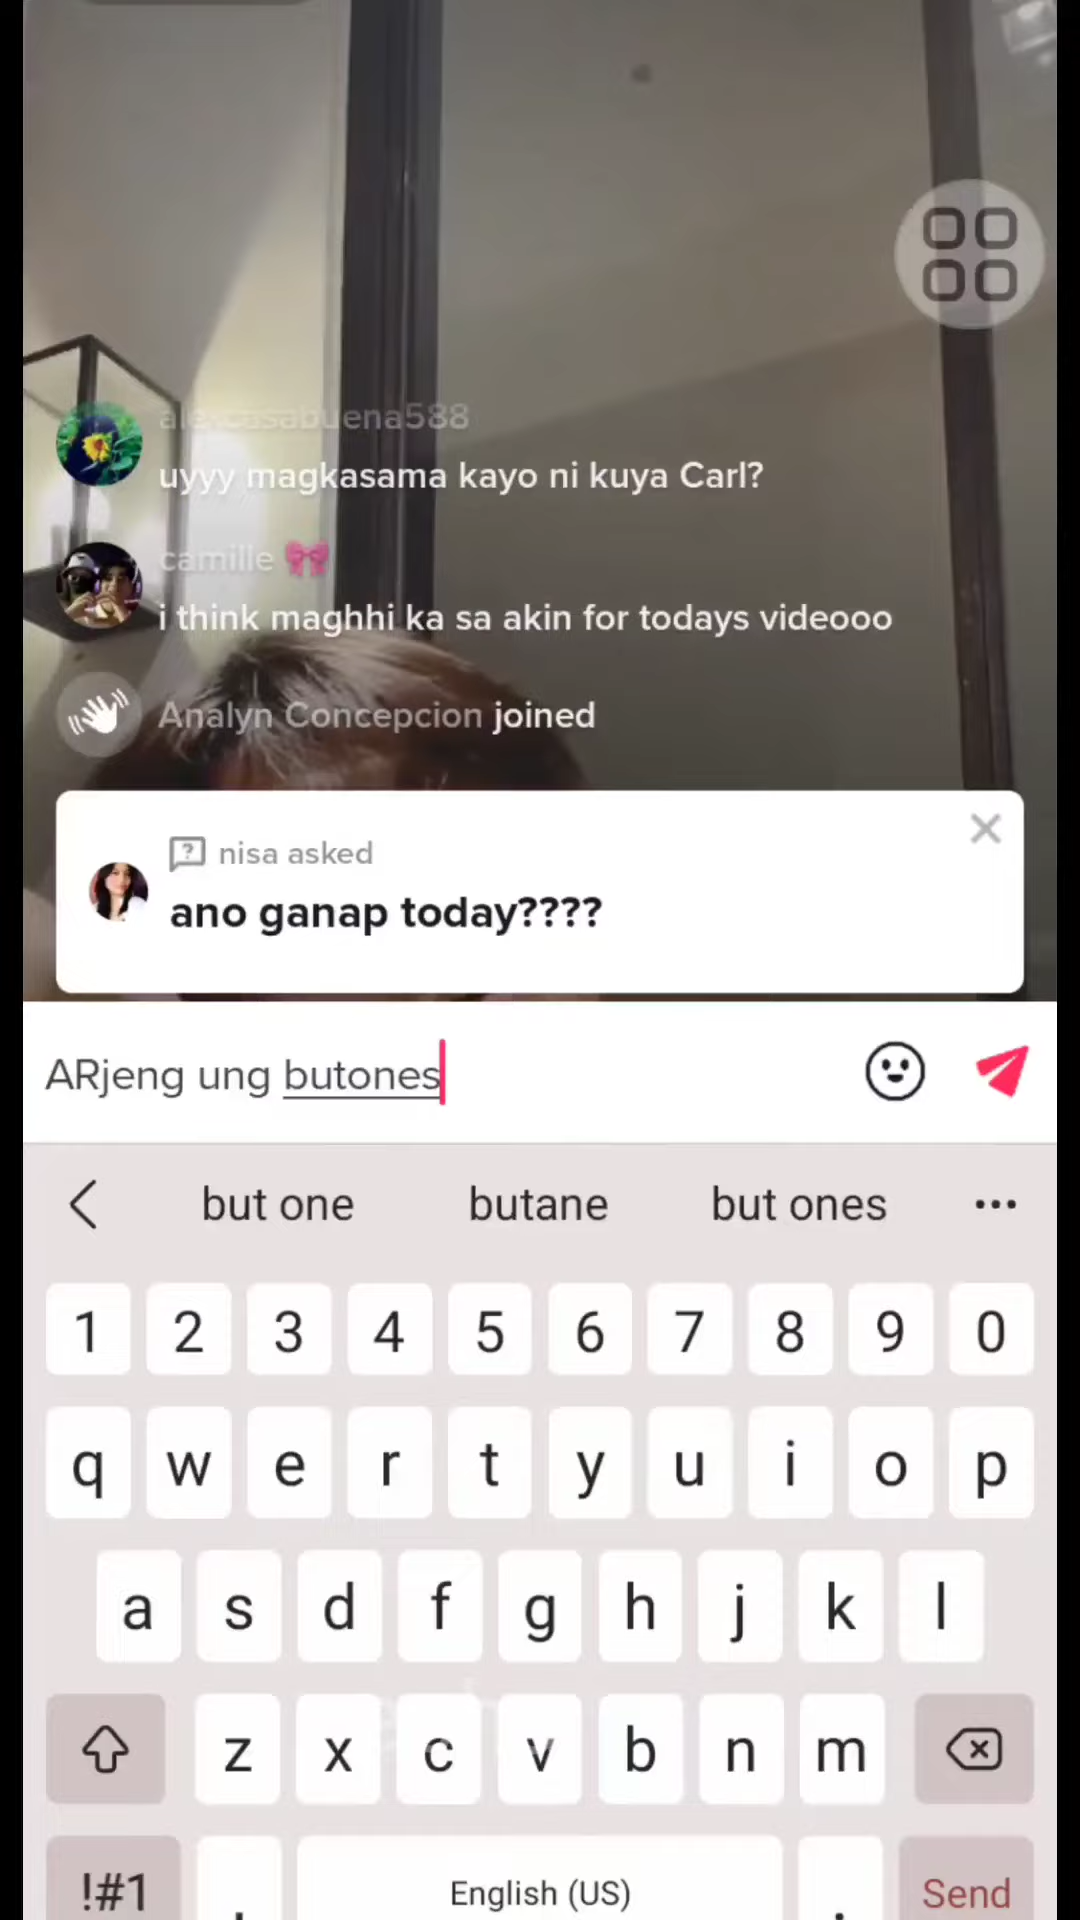 alexcasabuena588
uyyy magkasama kayo ni kuya Carl?
camille 🎀
i think maghhi ka sa akin for todays videooo
Analyn Concepcion joined
nisa asked
ano ganap today????
ARjeng ung butones
but one butane but ones
1 2 3 4 5 6 7 8 9 0
q w e r t y u i o p
a s d f g h j k l
z x c v b n m
!#1 , English (US) . Send